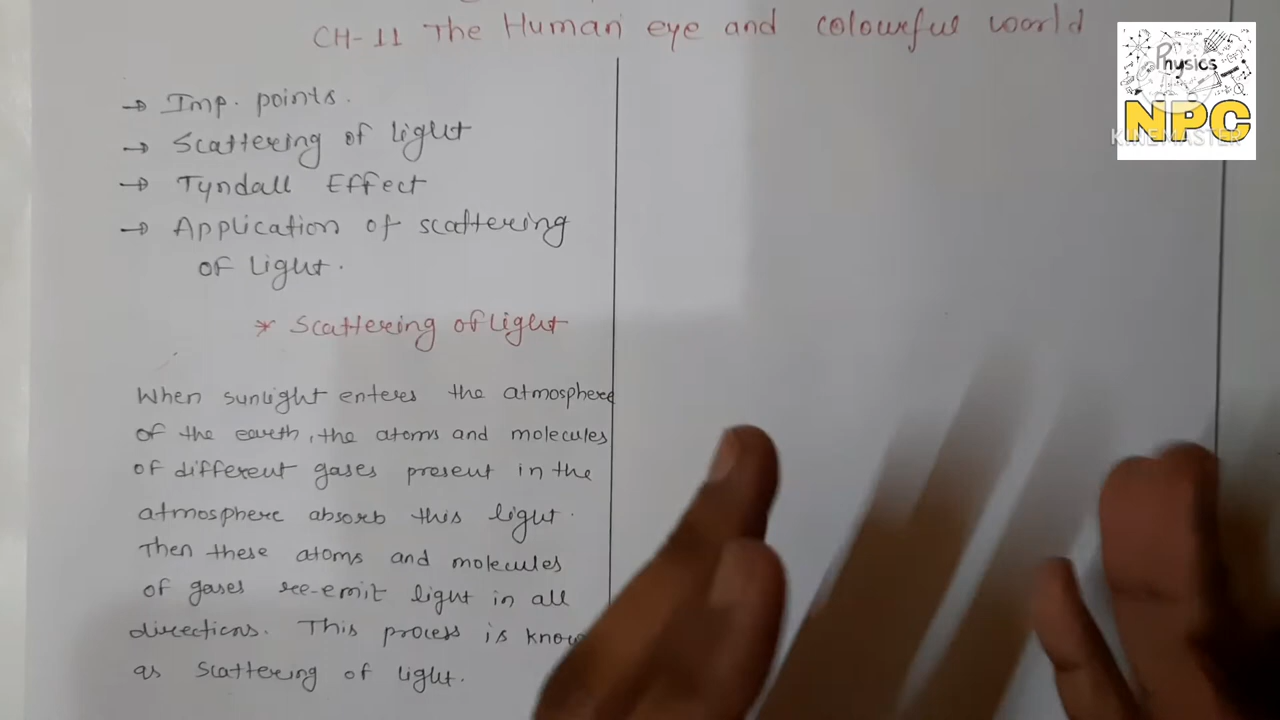 CH-11 The Human eye and colourful world
Physics
NPC
KINEMASTER
→ Imp. points.
→ Scattering of light
→ Tyndall Effect
→ Application of scattering
of light.
* Scattering of light
When sunlight enteres the atmosphere
of the earth, the atoms and molecules
of different gases present in the
atmosphere absorb this light.
Then these atoms and molecules
of gases re-emit light in all
directions. This process is know
as scattering of light.